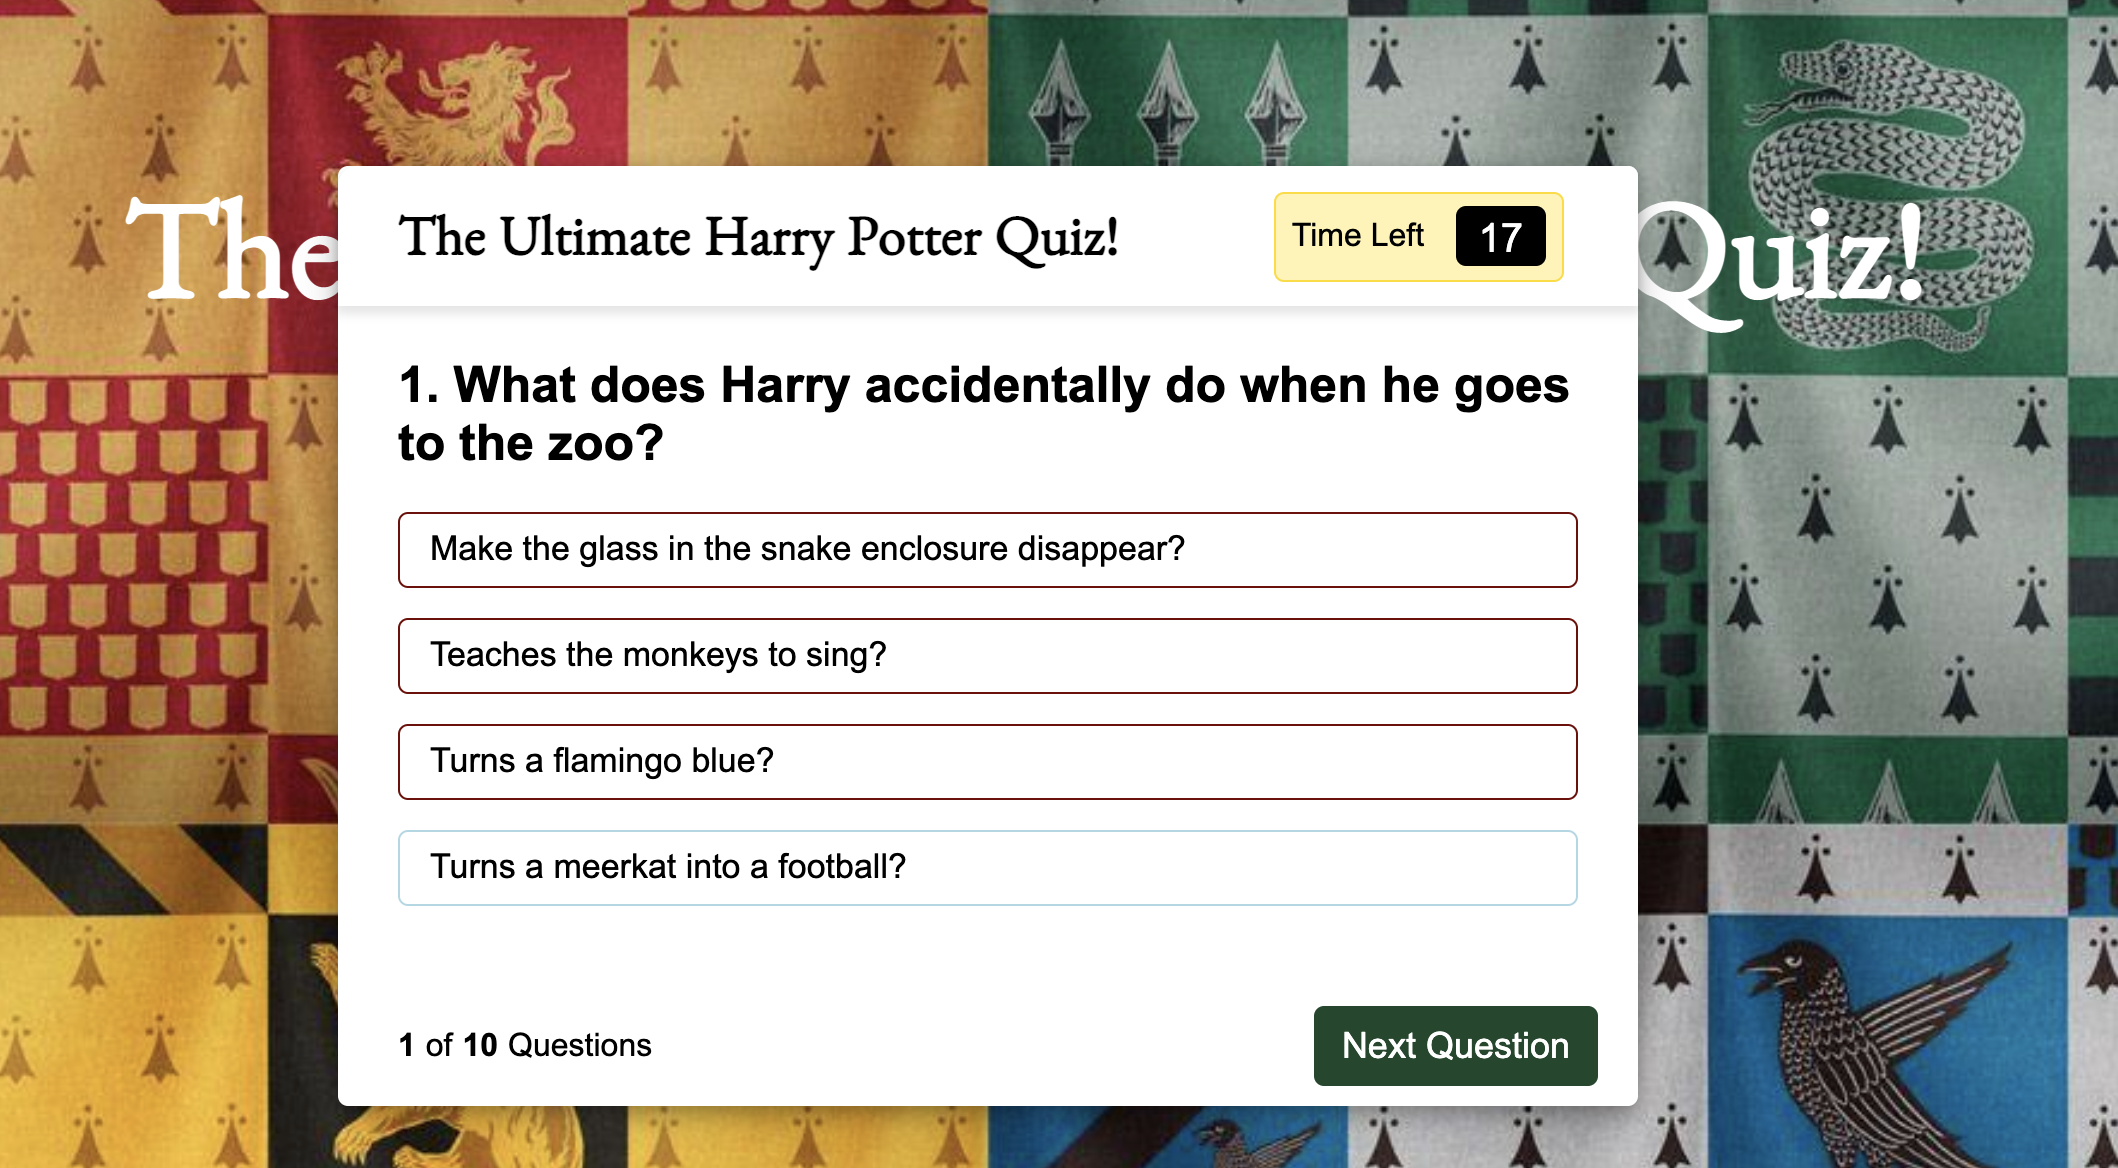 The Quiz!
The Ultimate Harry Potter Quiz!
Time Left 17
1. What does Harry accidentally do when he goes
to the zoo?
Make the glass in the snake enclosure disappear?
Teaches the monkeys to sing?
Turns a flamingo blue?
Turns a meerkat into a football?
1 of 10 Questions
Next Question